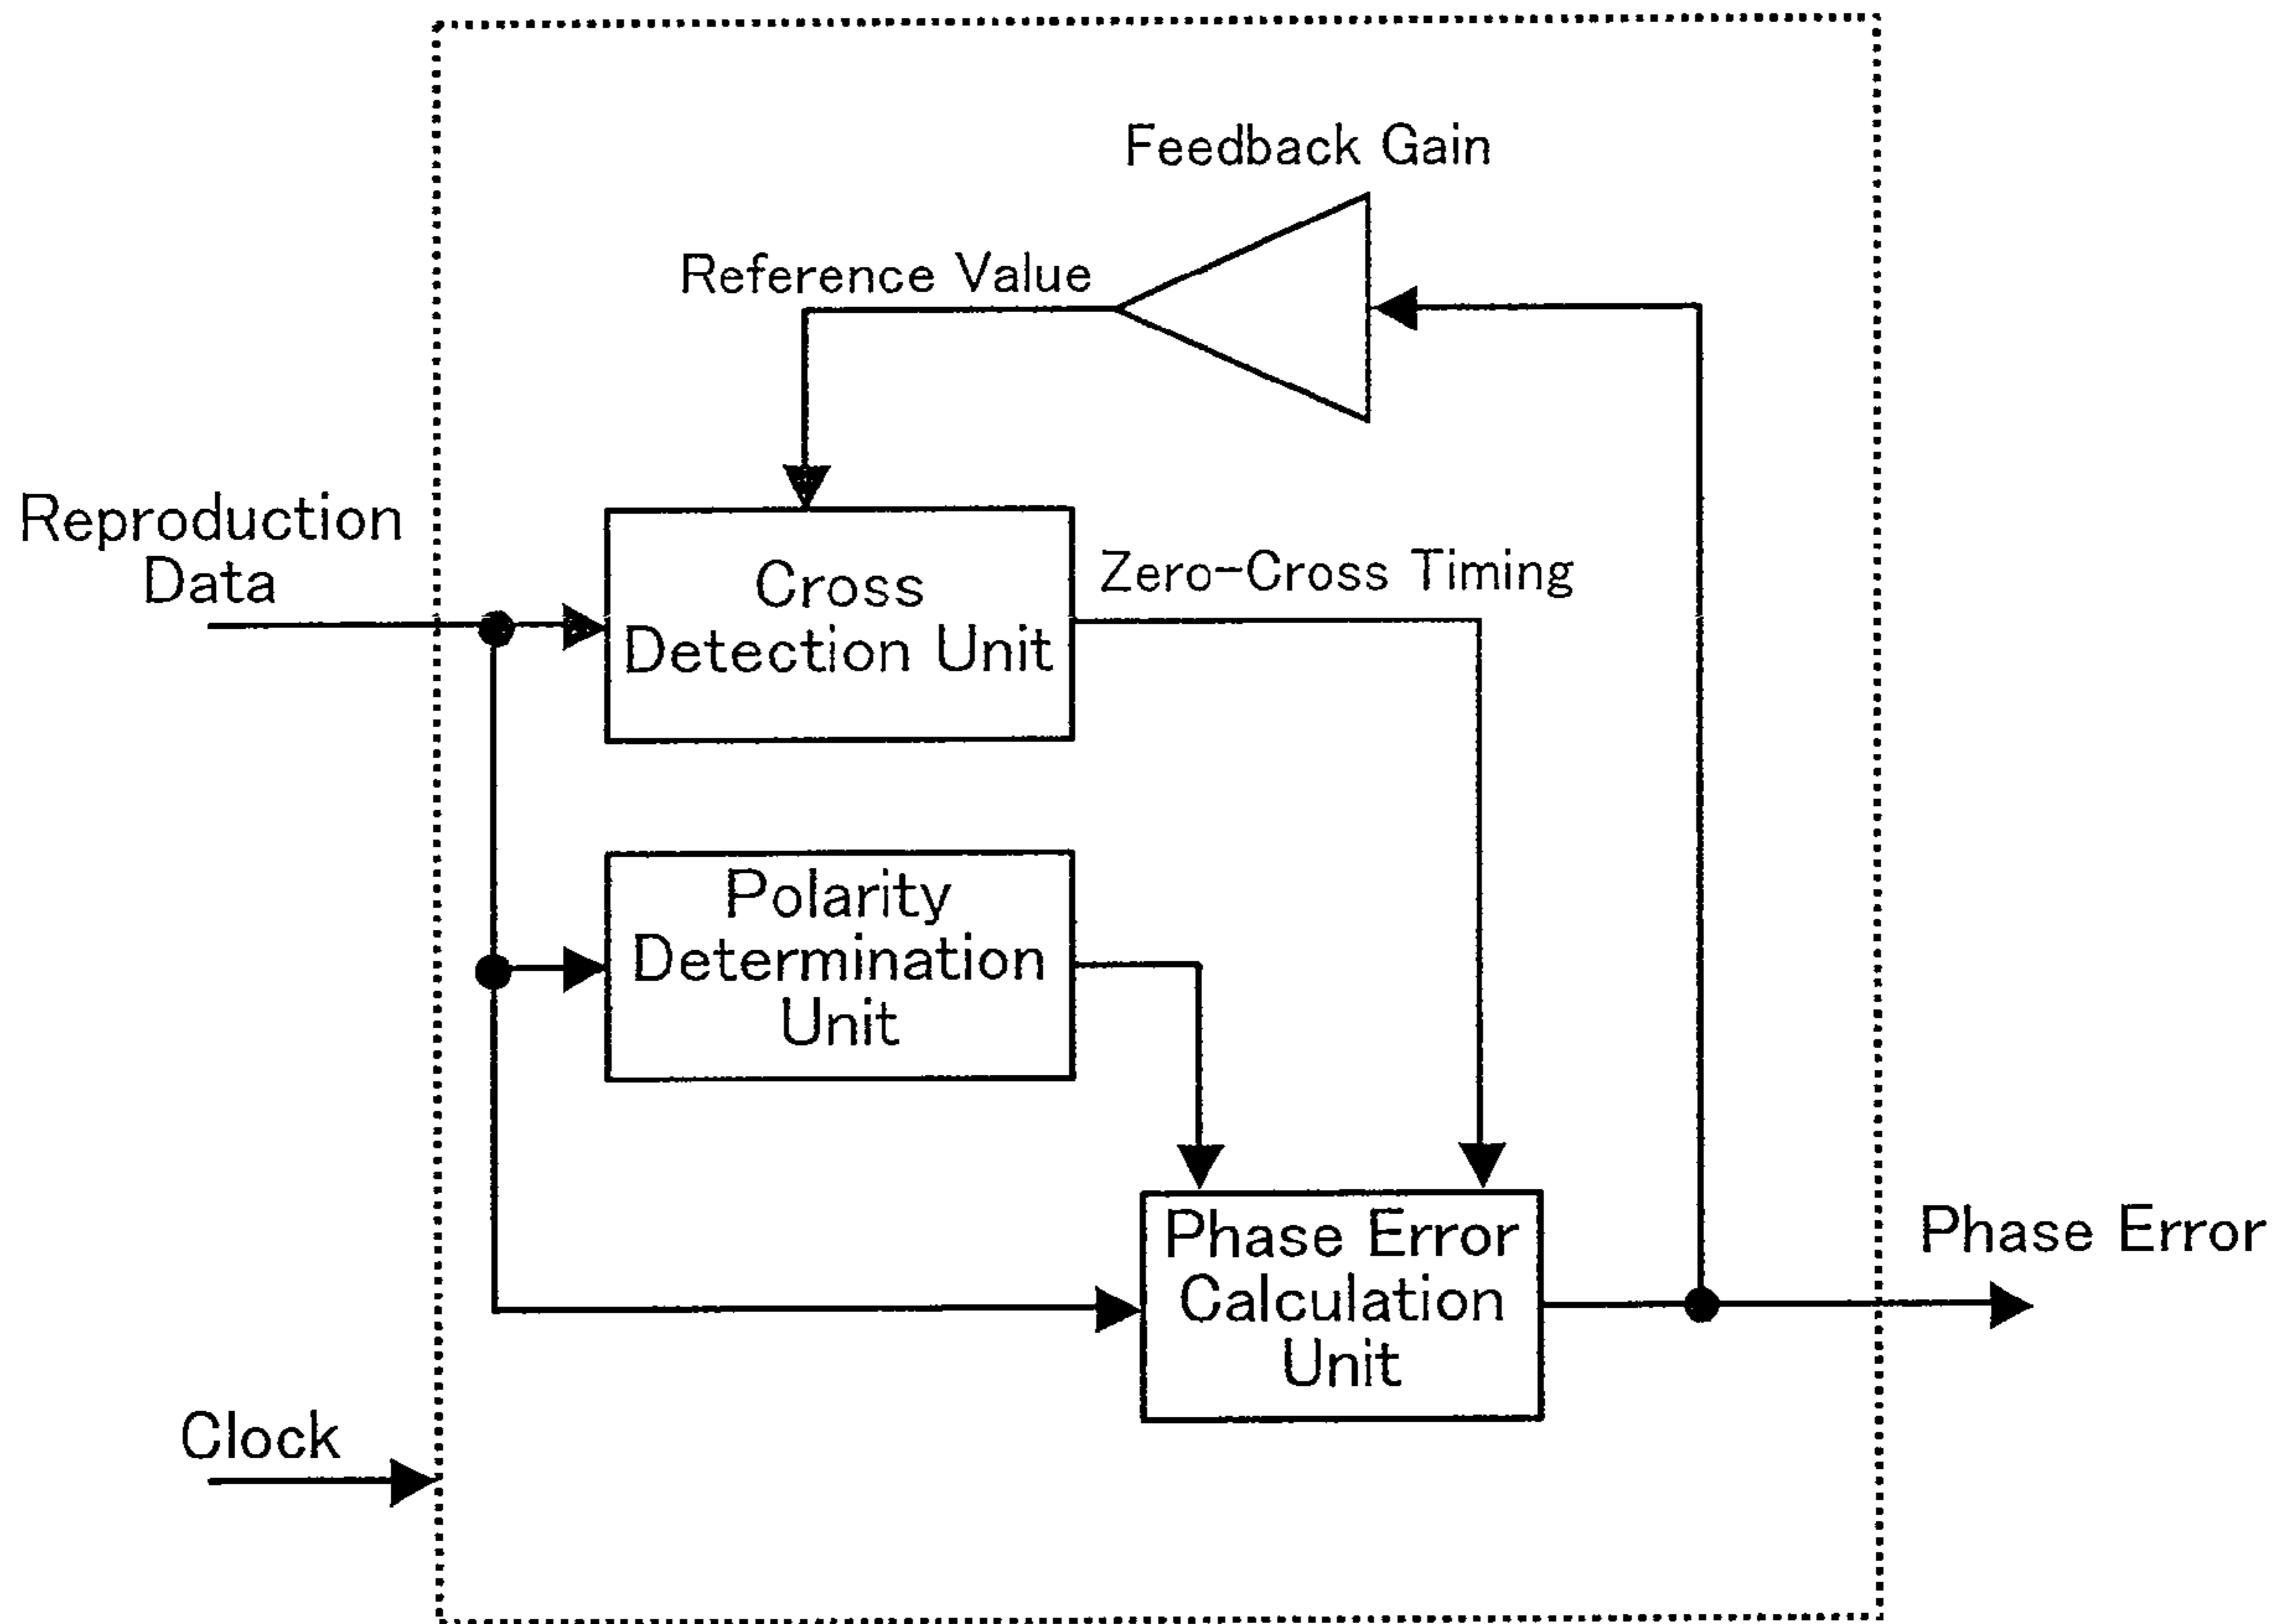 Feedback Gain
Reference Value
Reproduction
Data
Cross
Detection Unit
Zero-Cross Timing
Polarity
Determination
Unit
Phase Error
Calculation
Unit
Phase Error
Clock